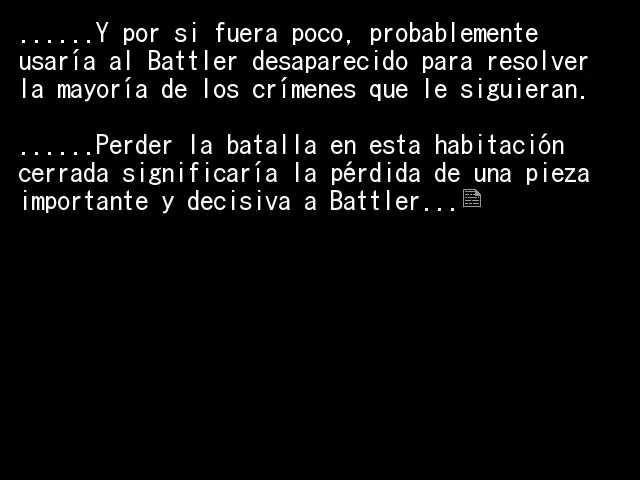 ......Y por si fuera poco, probablemente
usaría al Battler desaparecido para resolver
la mayoría de los crímenes que le siguieran.
......Perder la batalla en esta habitación
cerrada significaría la pérdida de una pieza
importante y decisiva a Battler...